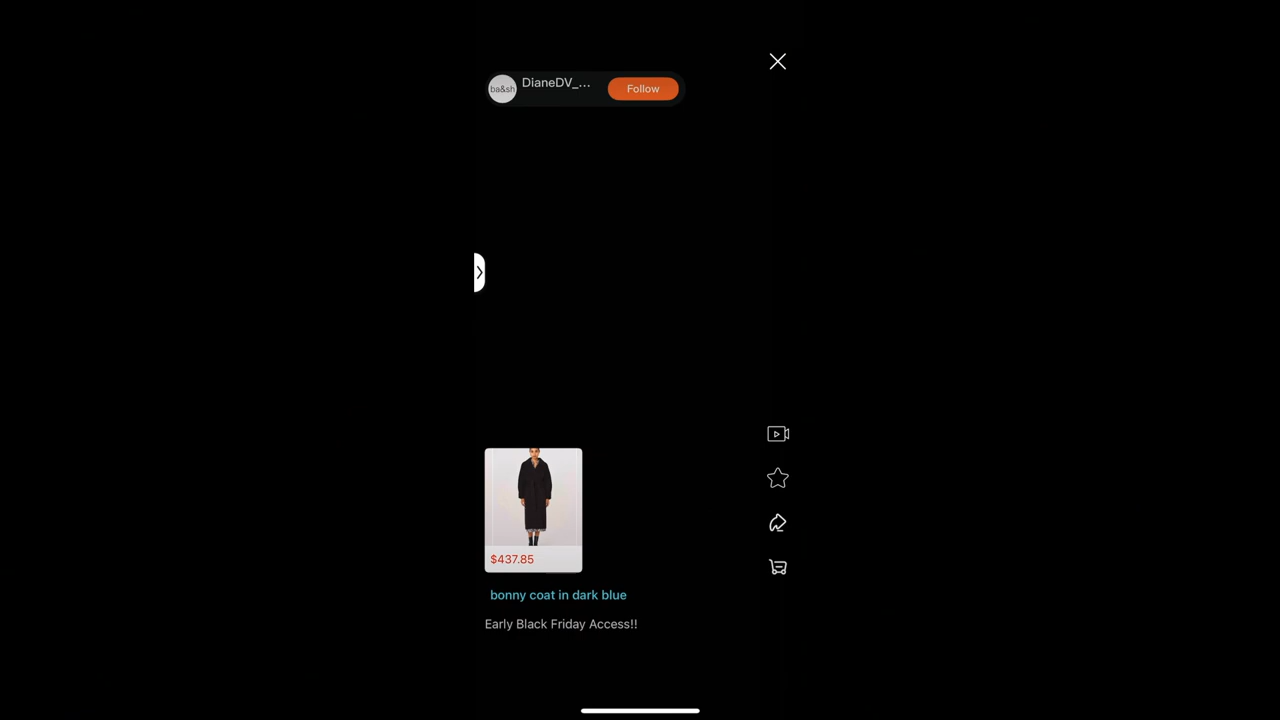 ba&sh
DianeDV_...
Follow
$437.85
bonny coat in dark blue
Early Black Friday Access!!